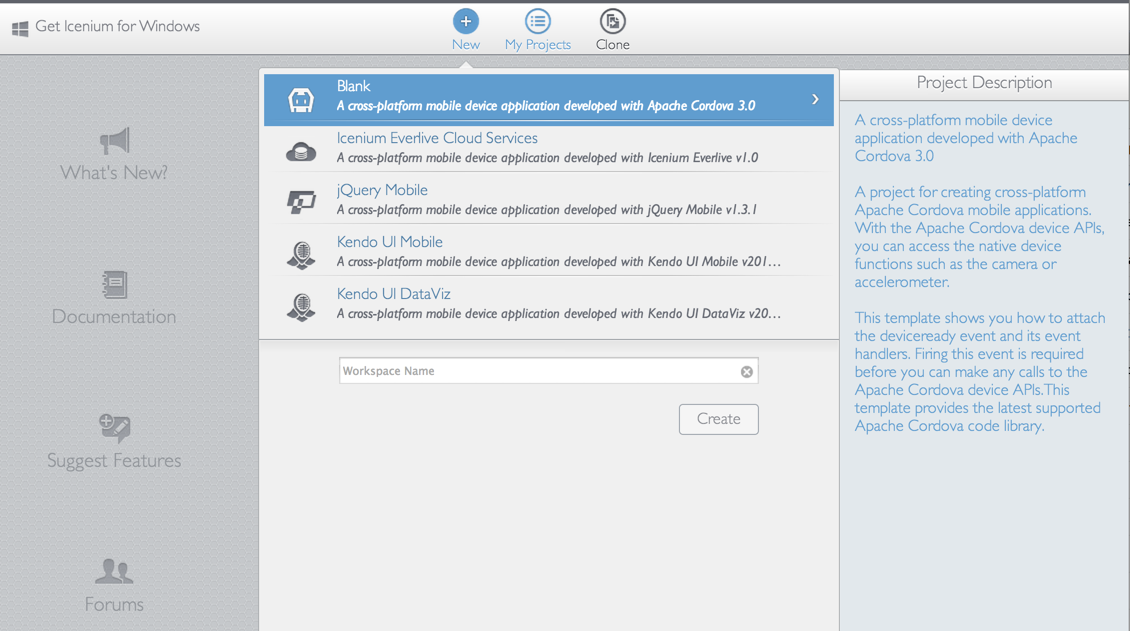 Get Icenium for Windows
New
My Projects
Clone
What's New?
Documentation
Suggest Features
Forums
Blank
A cross-platform mobile device application developed with Apache Cordova 3.0
Icenium Everlive Cloud Services
A cross-platform mobile device application developed with Icenium Everlive v1.0
jQuery Mobile
A cross-platform mobile device application developed with jQuery Mobile v1.3.1
Kendo UI Mobile
A cross-platform mobile device application developed with Kendo UI Mobile v201...
Kendo UI DataViz
A cross-platform mobile device application developed with Kendo UI DataViz v20...
Workspace Name
Create
Project Description
A cross-platform mobile device
application developed with Apache
Cordova 3.0
A project for creating cross-platform
Apache Cordova mobile applications.
With the Apache Cordova device APIs,
you can access the native device
functions such as the camera or
accelerometer.
This template shows you how to attach
the deviceready event and its event
handlers. Firing this event is required
before you can make any calls to the
Apache Cordova device APIs.This
template provides the latest supported
Apache Cordova code library.